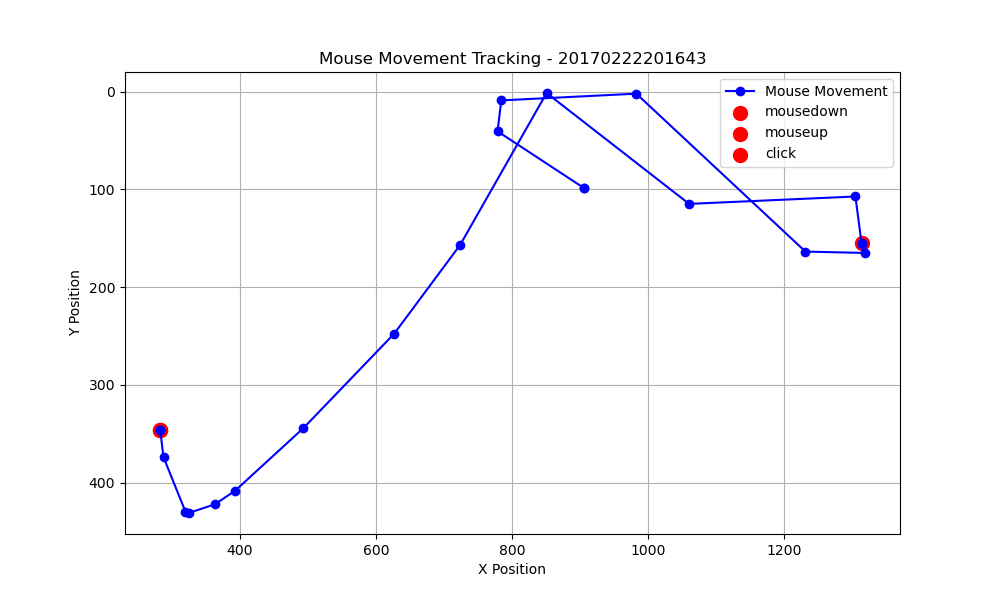 Mouse Movement Tracking - 20170222201643
Mouse Movement
mousedown
mouseup
click
0
100
200
300
400
Y Position
400
600
800
1000
1200
X Position